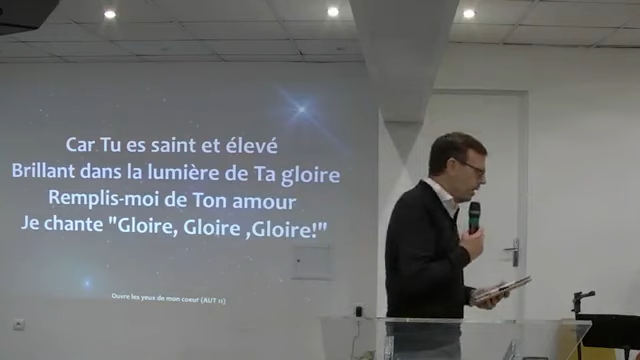 Car Tu es saint et élevé
Brillant dans la lumière de Ta gloire
Remplis-moi de Ton amour
Je chante "Gloire, Gloire ,Gloire!"
Ouvre les yeux de mon coeur (AUT 11)